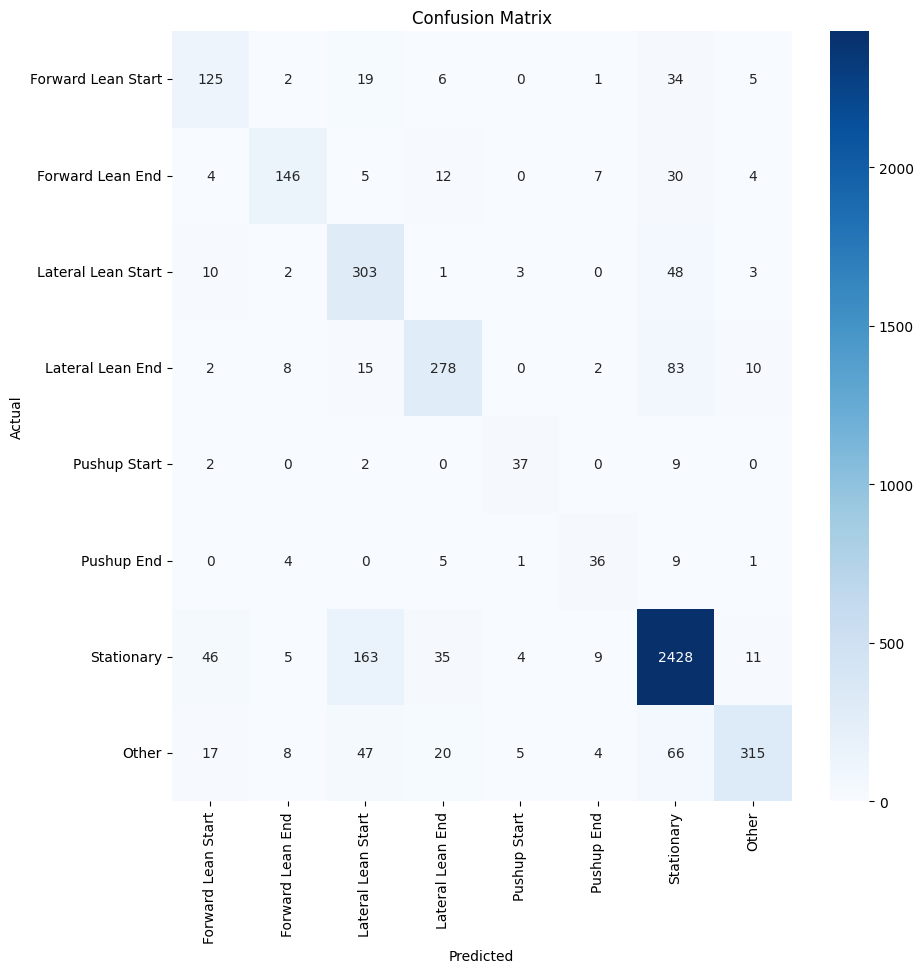 Confusion Matrix
Actual
Forward Lean Start 125 2 19 6 0 1 34 5
Forward Lean End 4 146 5 12 0 7 30 4
Lateral Lean Start 10 2 303 1 3 0 48 3
Lateral Lean End 2 8 15 278 0 2 83 10
Pushup Start 2 0 2 0 37 0 9 0
Pushup End 0 4 0 5 1 36 9 1
Stationary 46 5 163 35 4 9 2428 11
Other 17 8 47 20 5 4 66 315
Forward Lean Start
Forward Lean End
Lateral Lean Start
Lateral Lean End
Pushup Start
Pushup End
Stationary
Other
Predicted
2000
1500
1000
500
0